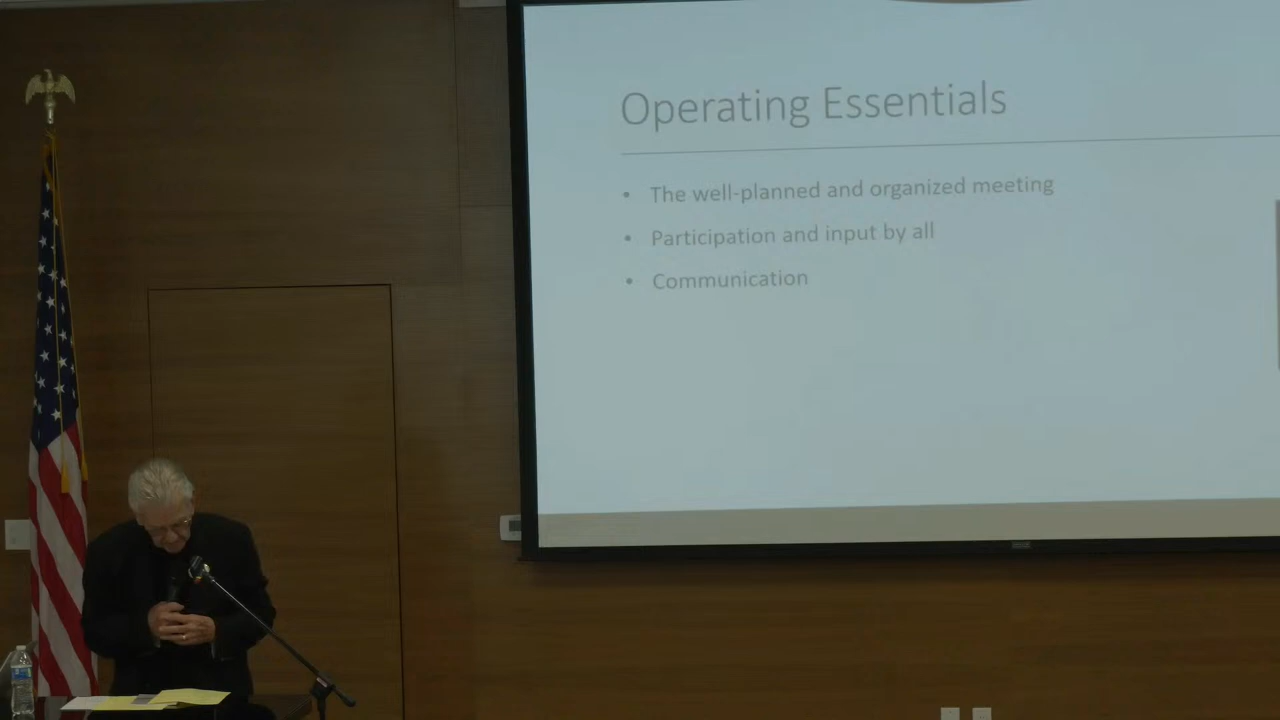 Operating Essentials
• The well-planned and organized meeting
• Participation and input by all
• Communication